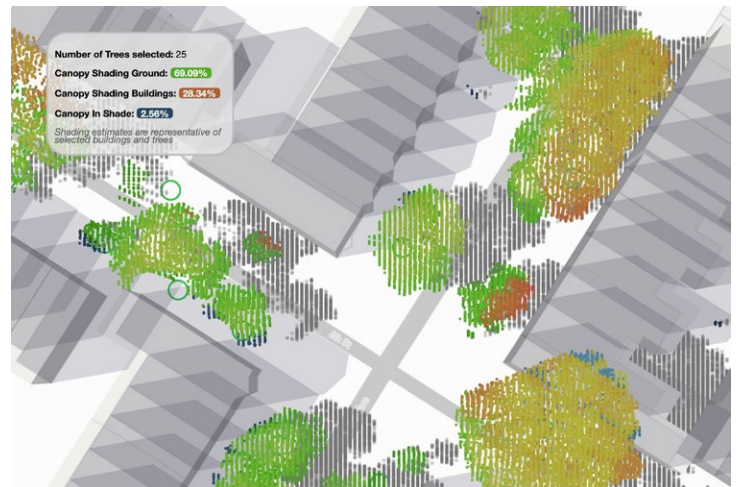 Number of Trees selected: 25
Canopy Shading Ground: 69.09%
Canopy Shading Buildings: 28.34%
Canopy In Shade: 2.56%
Shading estimates are representative of
selected buildings and trees